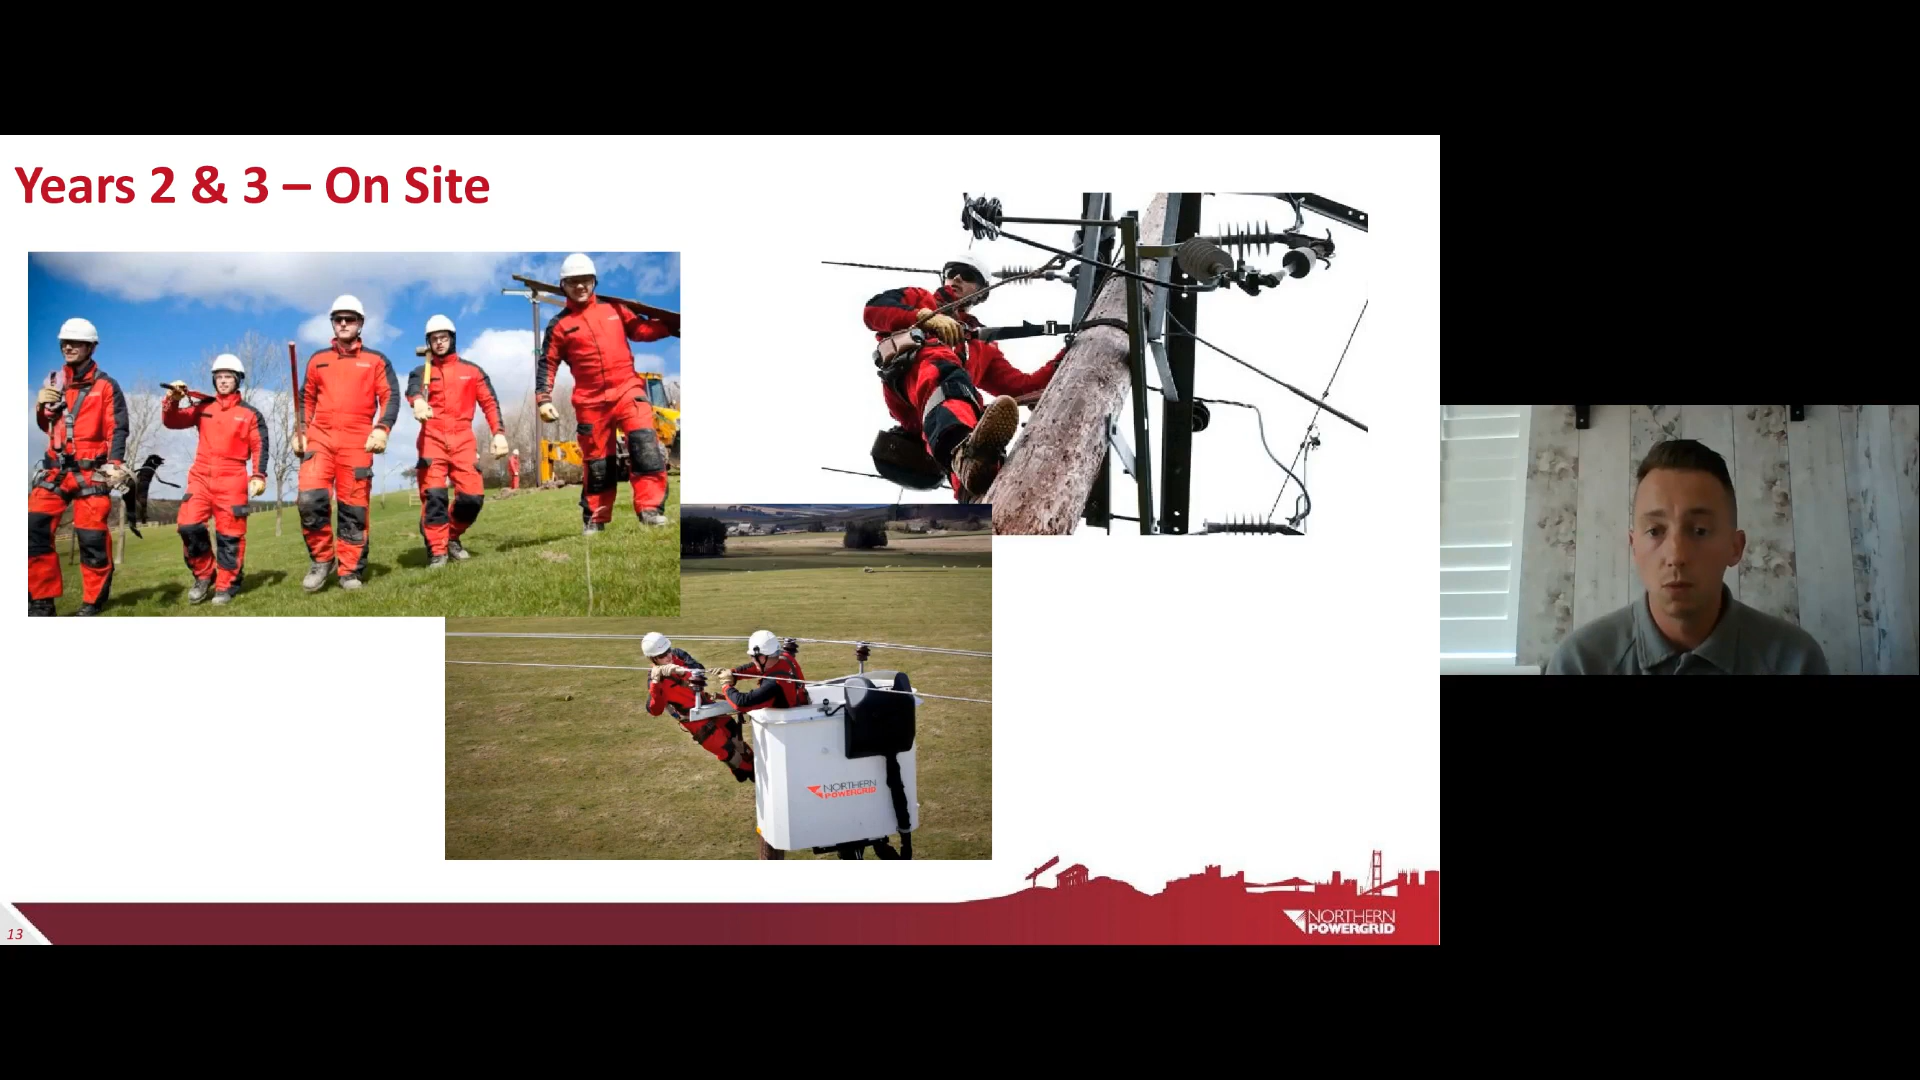 Years 2 & 3 – On Site
NORTHERN
POWERGRID
13
NORTHERN
POWERGRID